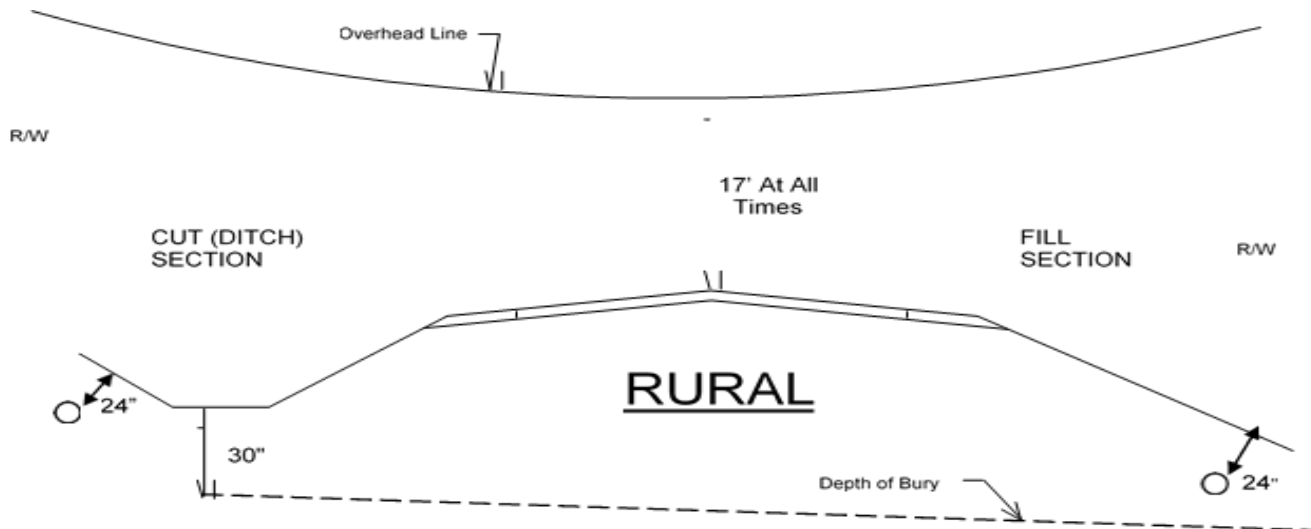 Overhead Line
R/W
17' At All
Times
CUT (DITCH)
SECTION
FILL
SECTION
R/W
RURAL
24"
30"
Depth of Bury
24"